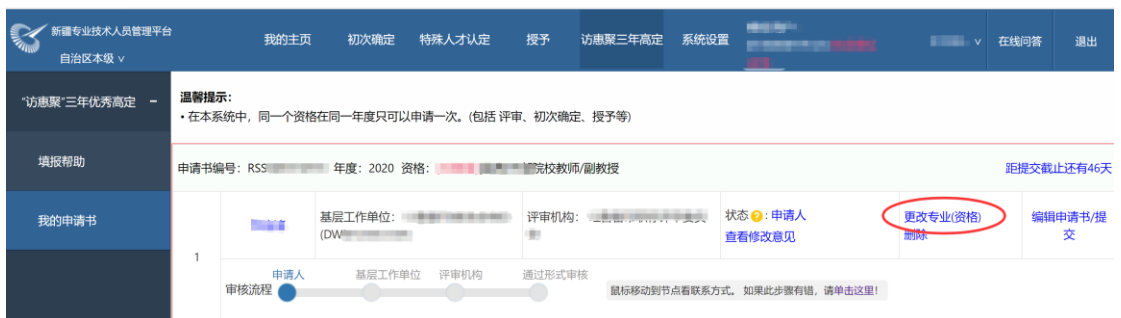 新疆专业技术人员管理平台
自治区本级 ∨
我的主页 初次确定 特殊人才认定 授予 访惠聚三年高定 系统设置 在线问答 退出
“访惠聚”三年优秀高定 −
填报帮助
我的申请书
温馨提示:
• 在本系统中，同一个资格在同一年度只可以申请一次。(包括 评审、初次确定、授予等)
申请书编号: RSS 年度: 2020 资格: 院校教师/副教授 距提交截止还有46天
1
基层工作单位: (DW
评审机构:
状态?: 申请人
查看修改意见
更改专业(资格)
删除
编辑申请书/提
交
审核流程
申请人 基层工作单位 评审机构 通过形式审核
鼠标移动到节点看联系方式。 如果此步骤有错，请单击这里!